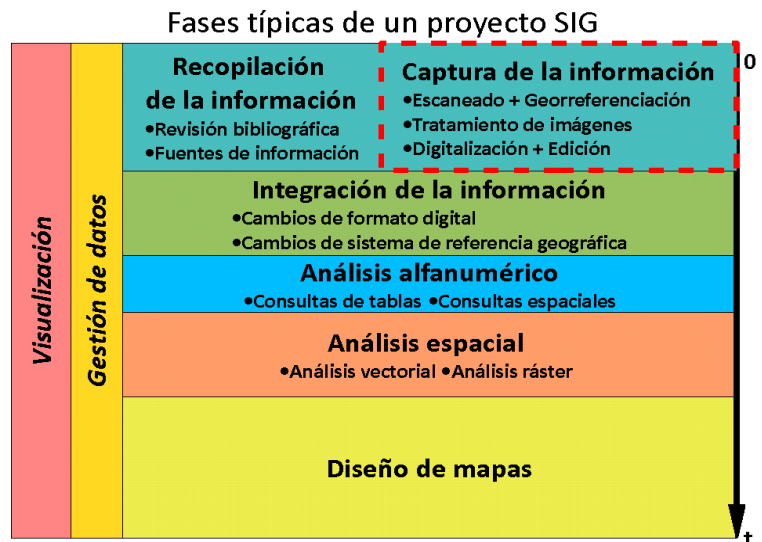 Fases típicas de un proyecto SIG
Visualización
Gestión de datos
Recopilación
de la información
•Revisión bibliográfica
•Fuentes de información
Captura de la información
•Escaneado + Georreferenciación
•Tratamiento de imágenes
•Digitalización + Edición
0
Integración de la información
•Cambios de formato digital
•Cambios de sistema de referencia geográfica
Análisis alfanumérico
•Consultas de tablas •Consultas espaciales
Análisis espacial
•Análisis vectorial •Análisis ráster
Diseño de mapas
t